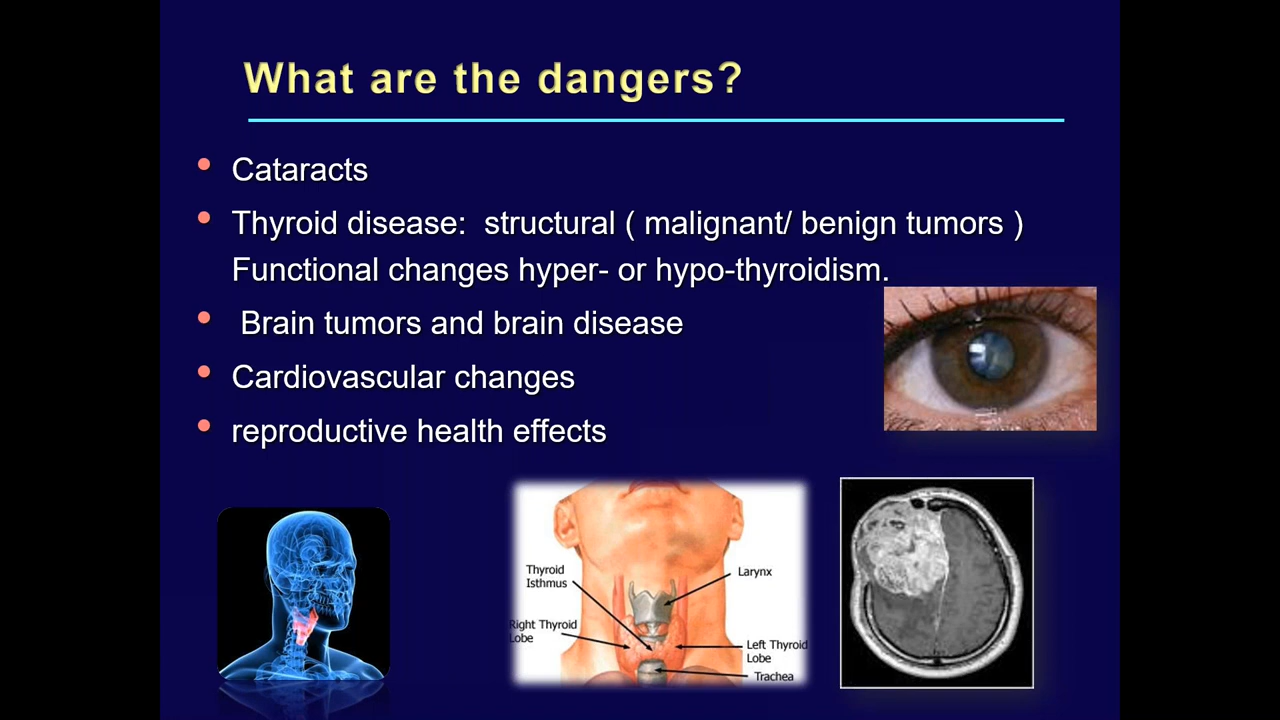 What are the dangers?
• Cataracts
• Thyroid disease:  structural ( malignant/ benign tumors )
Functional changes hyper- or hypo-thyroidism.
• Brain tumors and brain disease
• Cardiovascular changes
• reproductive health effects
Thyroid
Isthmus
Larynx
Right Thyroid
Lobe
Left Thyroid
Lobe
Trachea